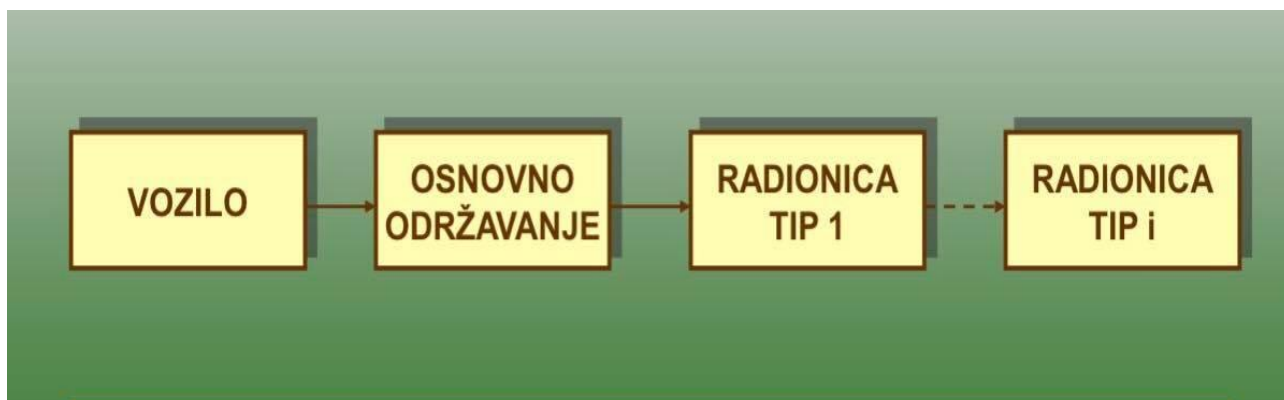 VOZILO
OSNOVNO
ODRŽAVANJE
RADIONICA
TIP 1
RADIONICA
TIP i